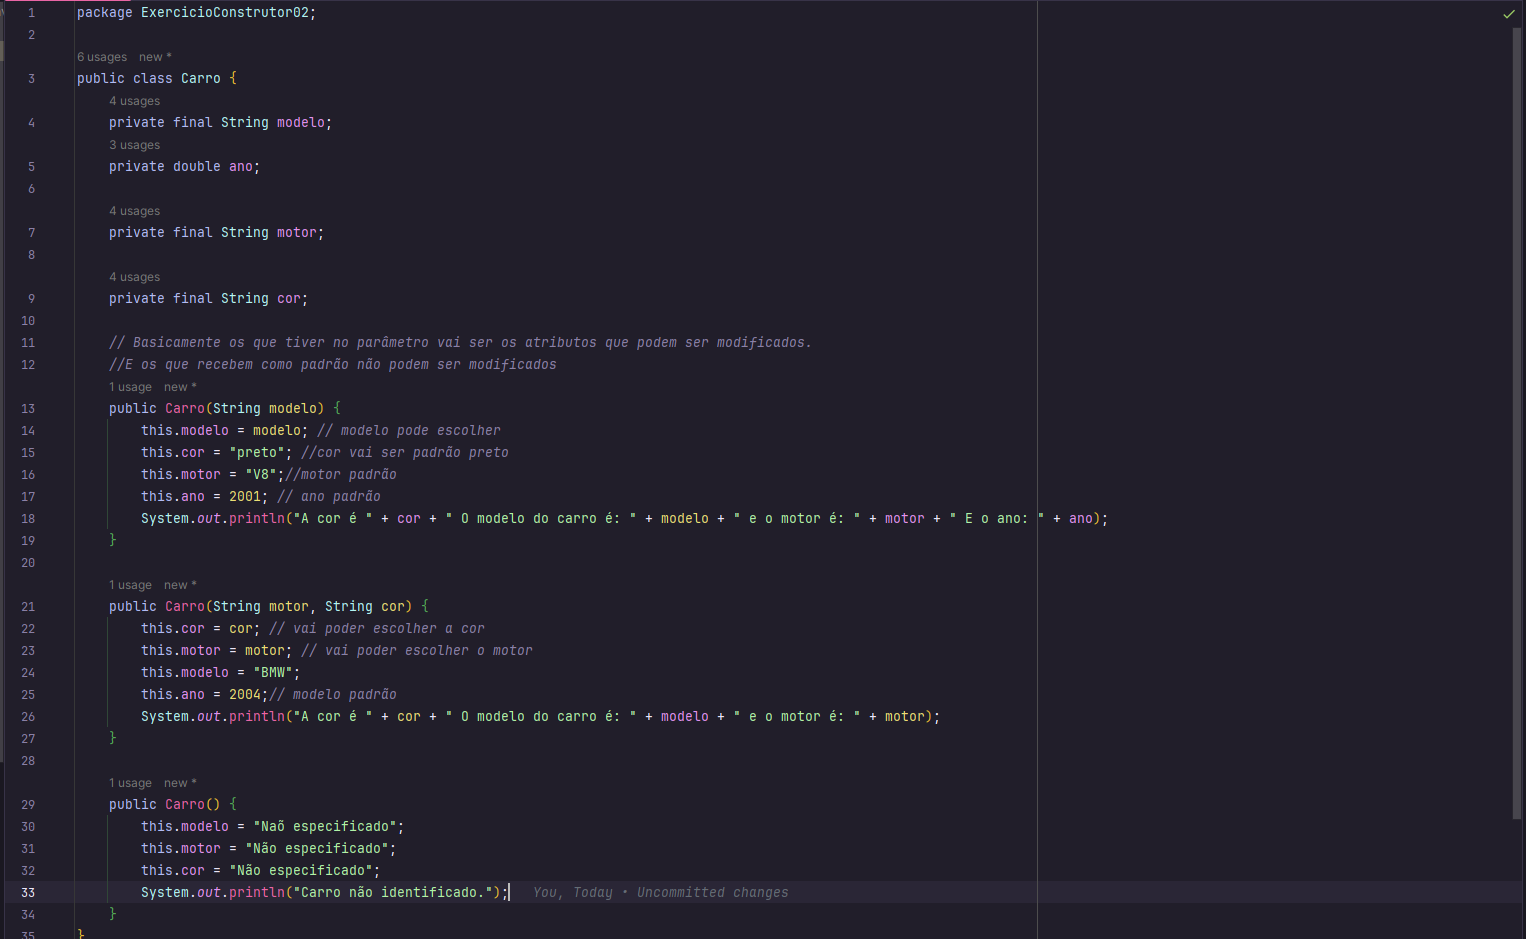 1 package ExercicioConstrutor02;
2
6 usages new *
3 public class Carro {
4 usages
4 private final String modelo;
3 usages
5 private double ano;
6
4 usages
7 private final String motor;
8
4 usages
9 private final String cor;
10
11 // Basicamente os que tiver no parâmetro vai ser os atributos que podem ser modificados.
12 //E os que recebem como padrão não podem ser modificados
1 usage new *
13 public Carro(String modelo) {
14 this.modelo = modelo; // modelo pode escolher
15 this.cor = "preto"; //cor vai ser padrão preto
16 this.motor = "V8";//motor padrão
17 this.ano = 2001; // ano padrão
18 System.out.println("A cor é " + cor + " O modelo do carro é: " + modelo + " e o motor é: " + motor + " E o ano: " + ano);
19 }
20
1 usage new *
21 public Carro(String motor, String cor) {
22 this.cor = cor; // vai poder escolher a cor
23 this.motor = motor; // vai poder escolher o motor
24 this.modelo = "BMW";
25 this.ano = 2004;// modelo padrão
26 System.out.println("A cor é " + cor + " O modelo do carro é: " + modelo + " e o motor é: " + motor);
27 }
28
1 usage new *
29 public Carro() {
30 this.modelo = "Naõ especificado";
31 this.motor = "Não especificado";
32 this.cor = "Não especificado";
33 System.out.println("Carro não identificado."); You, Today • Uncommitted changes
34 }
35 }